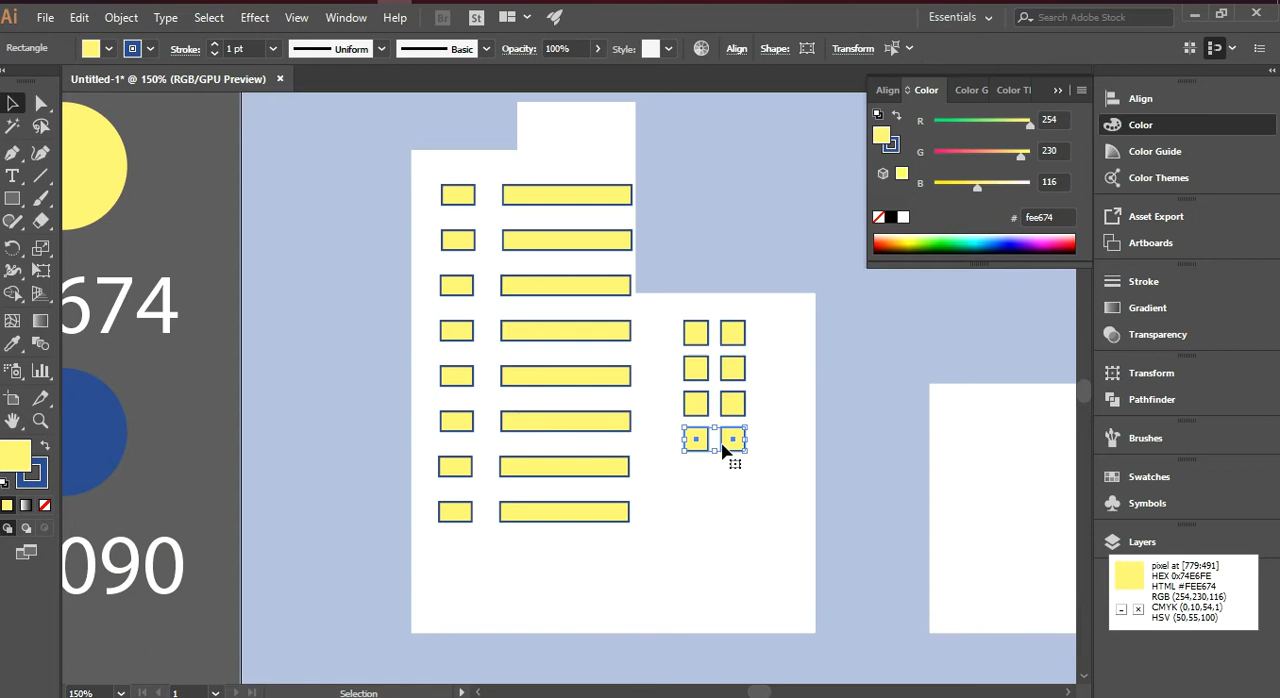 Ai File Edit Object Type Select Effect View Window Help Br St Essentials Search Adobe Stock
Rectangle Stroke: 1 pt Uniform Basic Opacity: 100% Style: Align Shape: Transform
Untitled-1* @ 150% (RGB/GPU Preview) ×
Align Color Color G Color Tl
R 254
G 230
B 116
# fee674
Align
Color
Color Guide
Color Themes
Asset Export
Artboards
Stroke
Gradient
Transparency
Transform
Pathfinder
Brushes
Swatches
Symbols
Layers
674
090
pixel at [779:491]
HEX 0x74E6FE
HTML #FEE674
RGB (254,230,116)
CMYK (0,10,54,1)
HSV (50,55,100)
150% 1 Selection